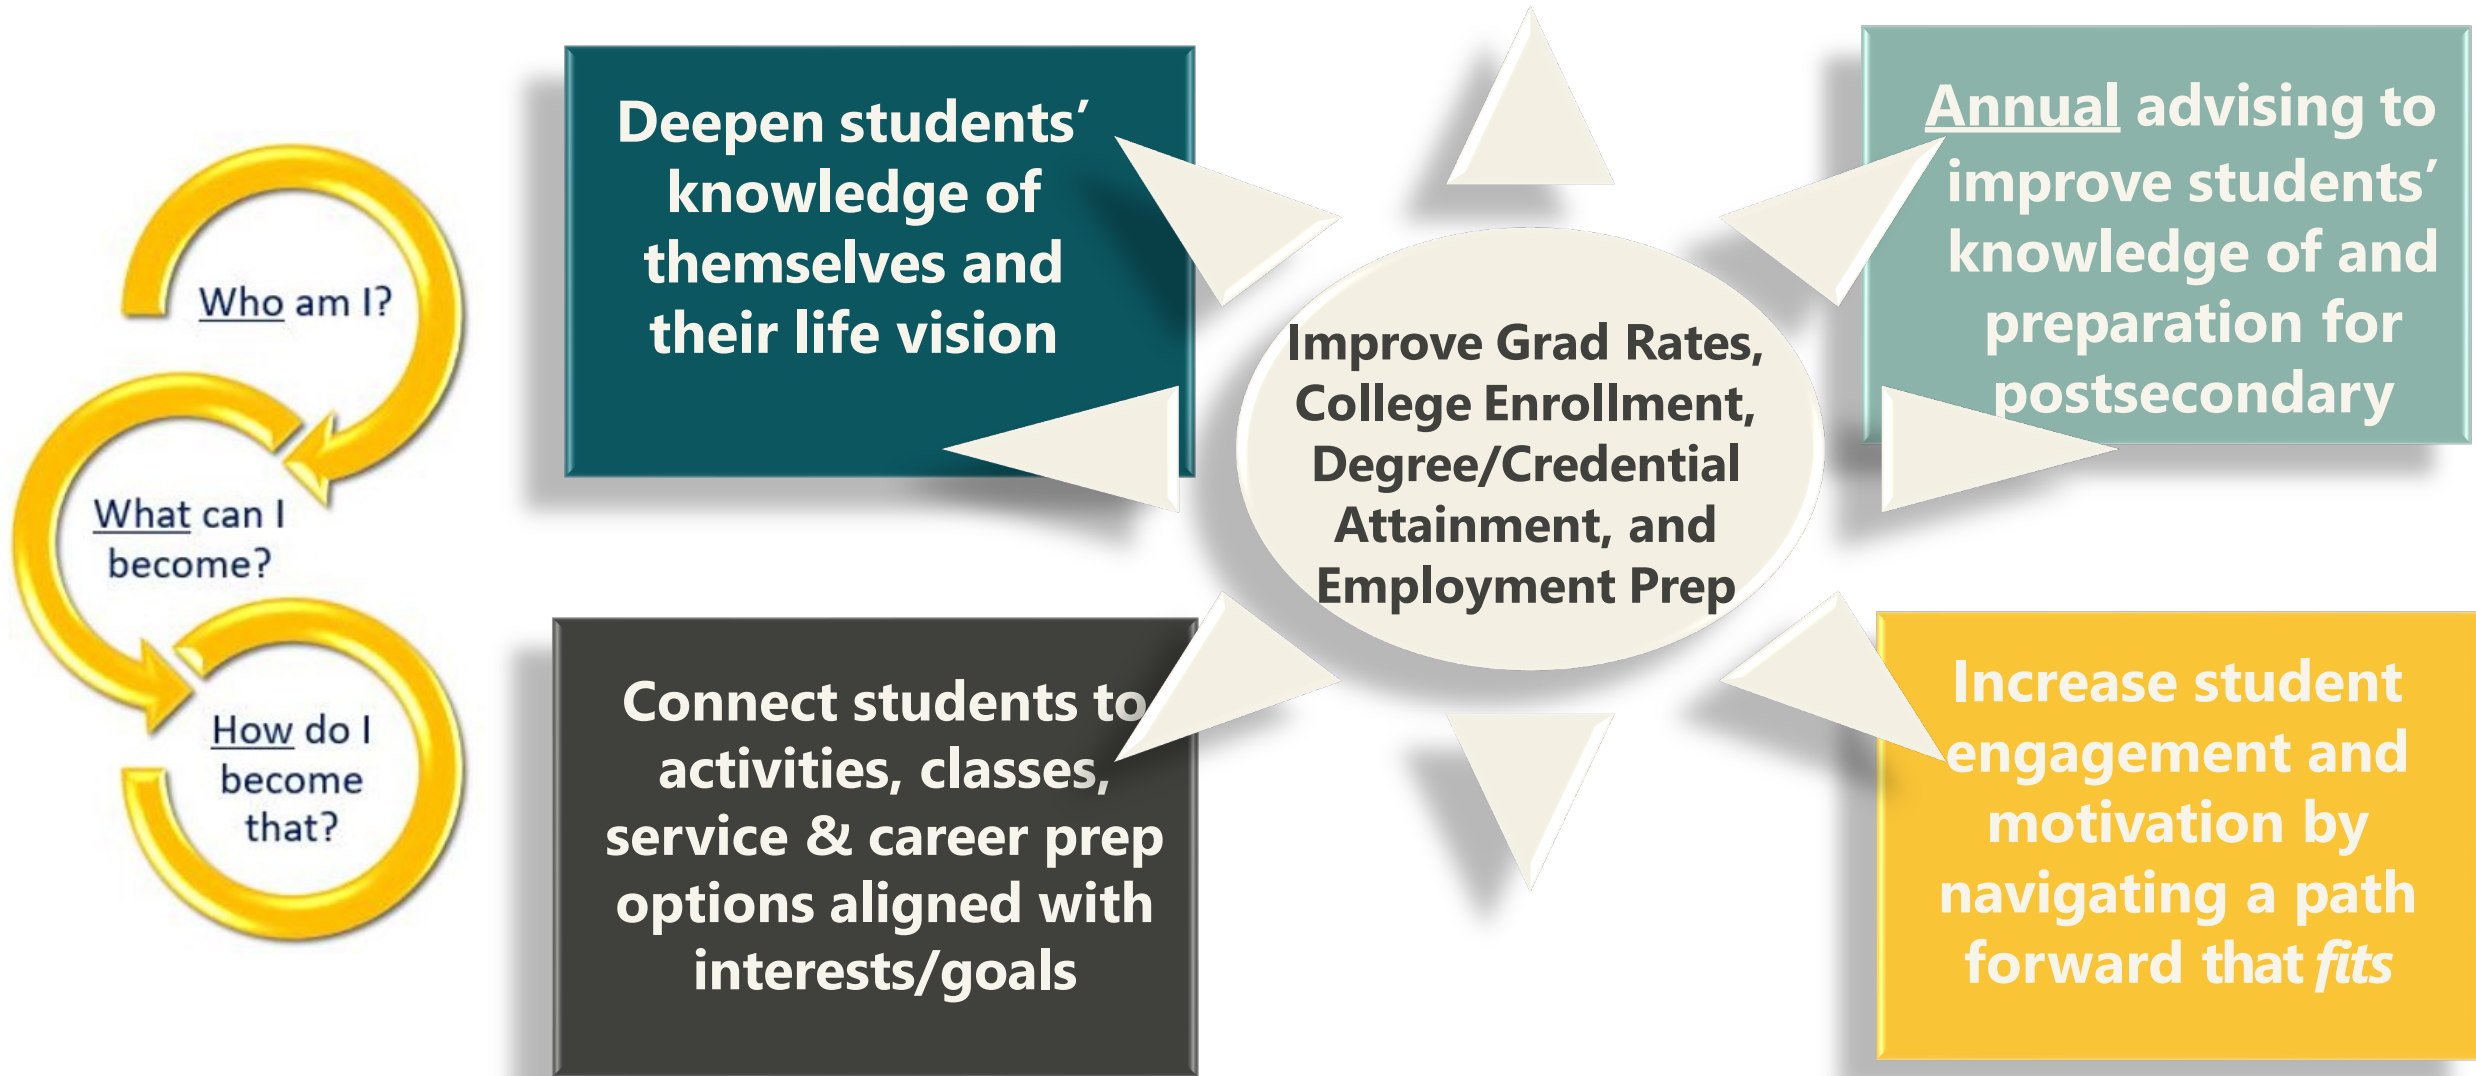 Who am I?
What can I
become?
How do I
become
that?
Deepen students’
knowledge of
themselves and
their life vision
Connect students to
activities, classes,
service & career prep
options aligned with
interests/goals
Improve Grad Rates,
College Enrollment,
Degree/Credential
Attainment, and
Employment Prep
Annual advising to
improve students’
knowledge of and
preparation for
postsecondary
Increase student
engagement and
motivation by
navigating a path
forward that fits